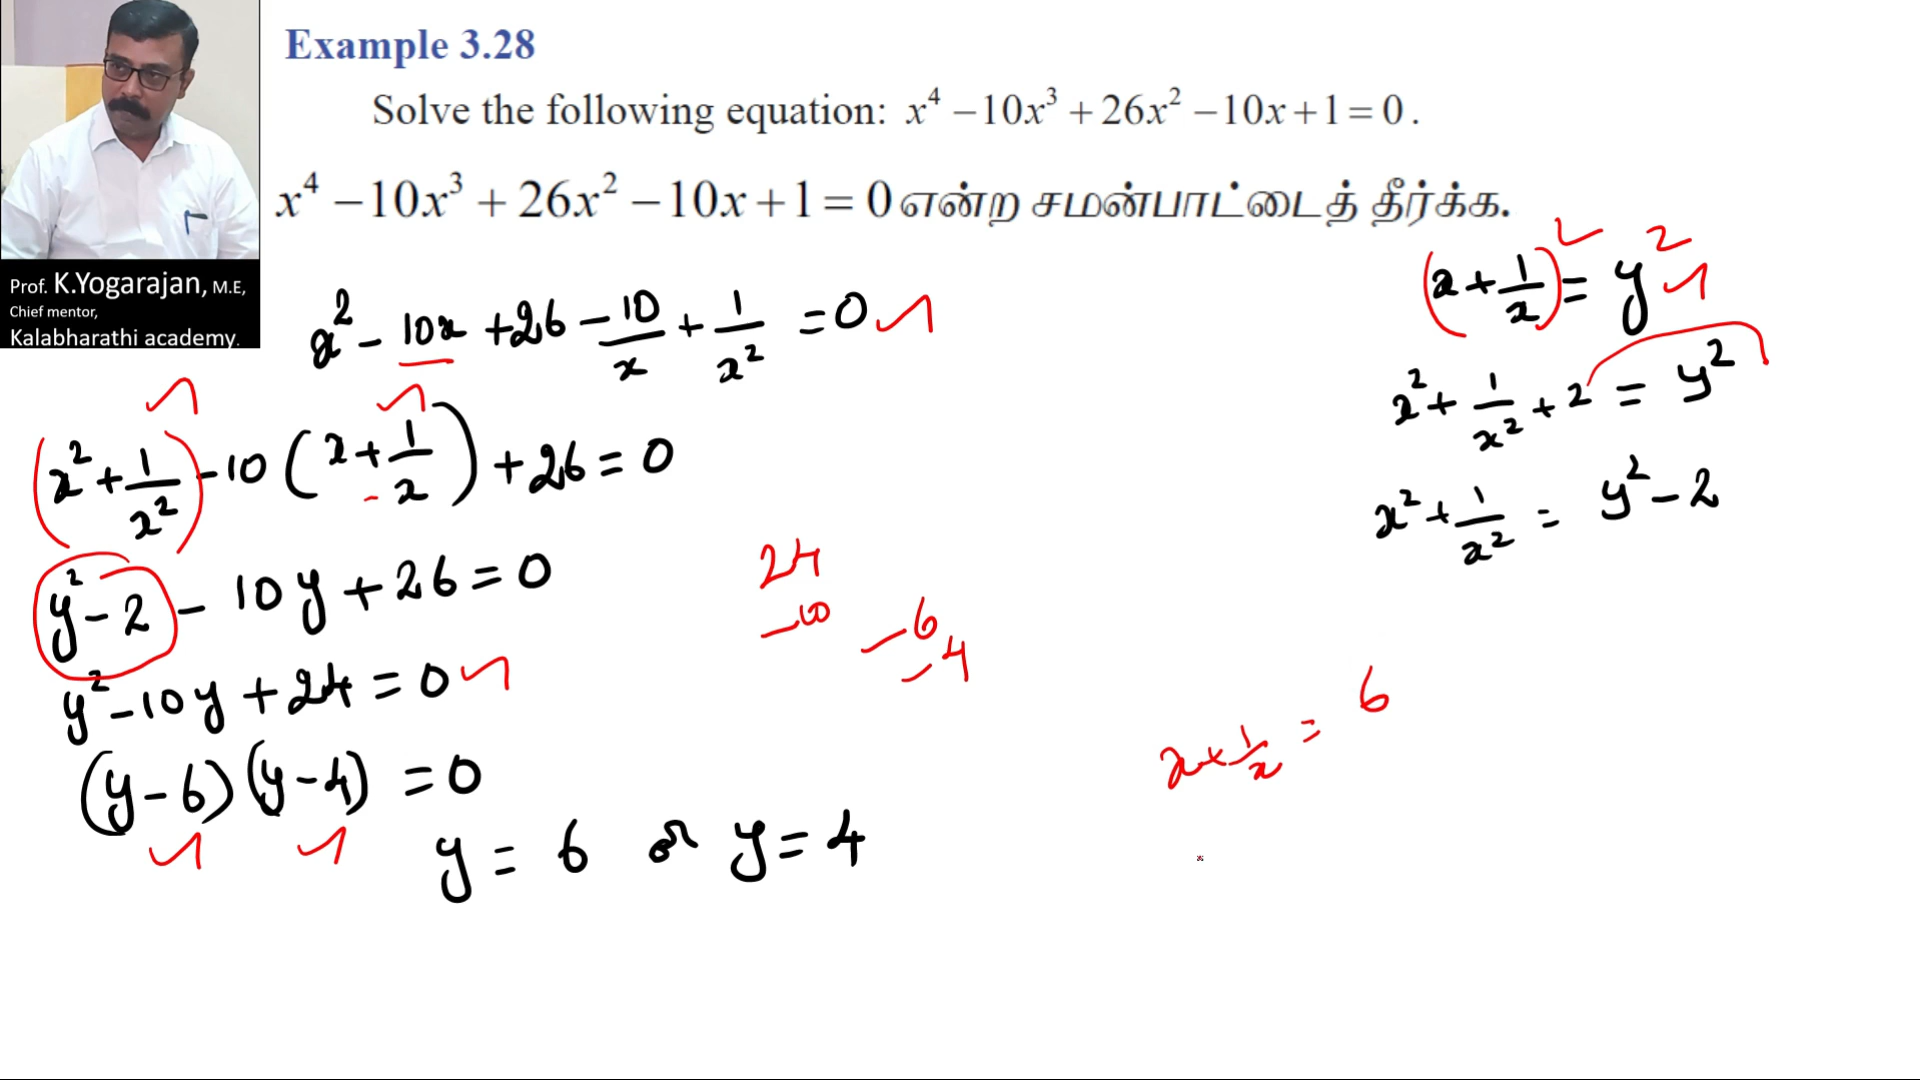 Example 3.28
Solve the following equation: x⁴ − 10x³ + 26x² − 10x + 1 = 0.
x⁴ − 10x³ + 26x² − 10x + 1 = 0 என்ற சமன்பாட்டைத் தீர்க்க.
Prof. K.Yogarajan, M.E,
Chief mentor,
Kalabharathi academy.
x² − 10x + 26 − 10/x + 1/x² = 0
(x² + 1/x²) − 10(x + 1/x) + 26 = 0
y² − 2 − 10y + 26 = 0
y² − 10y + 24 = 0
(y − 6)(y − 4) = 0
y = 6 or y = 4
24
−10
−6
−4
(x + 1/x)² = y²
x² + 1/x² + 2 = y²
x² + 1/x² = y² − 2
x + 1/x = 6